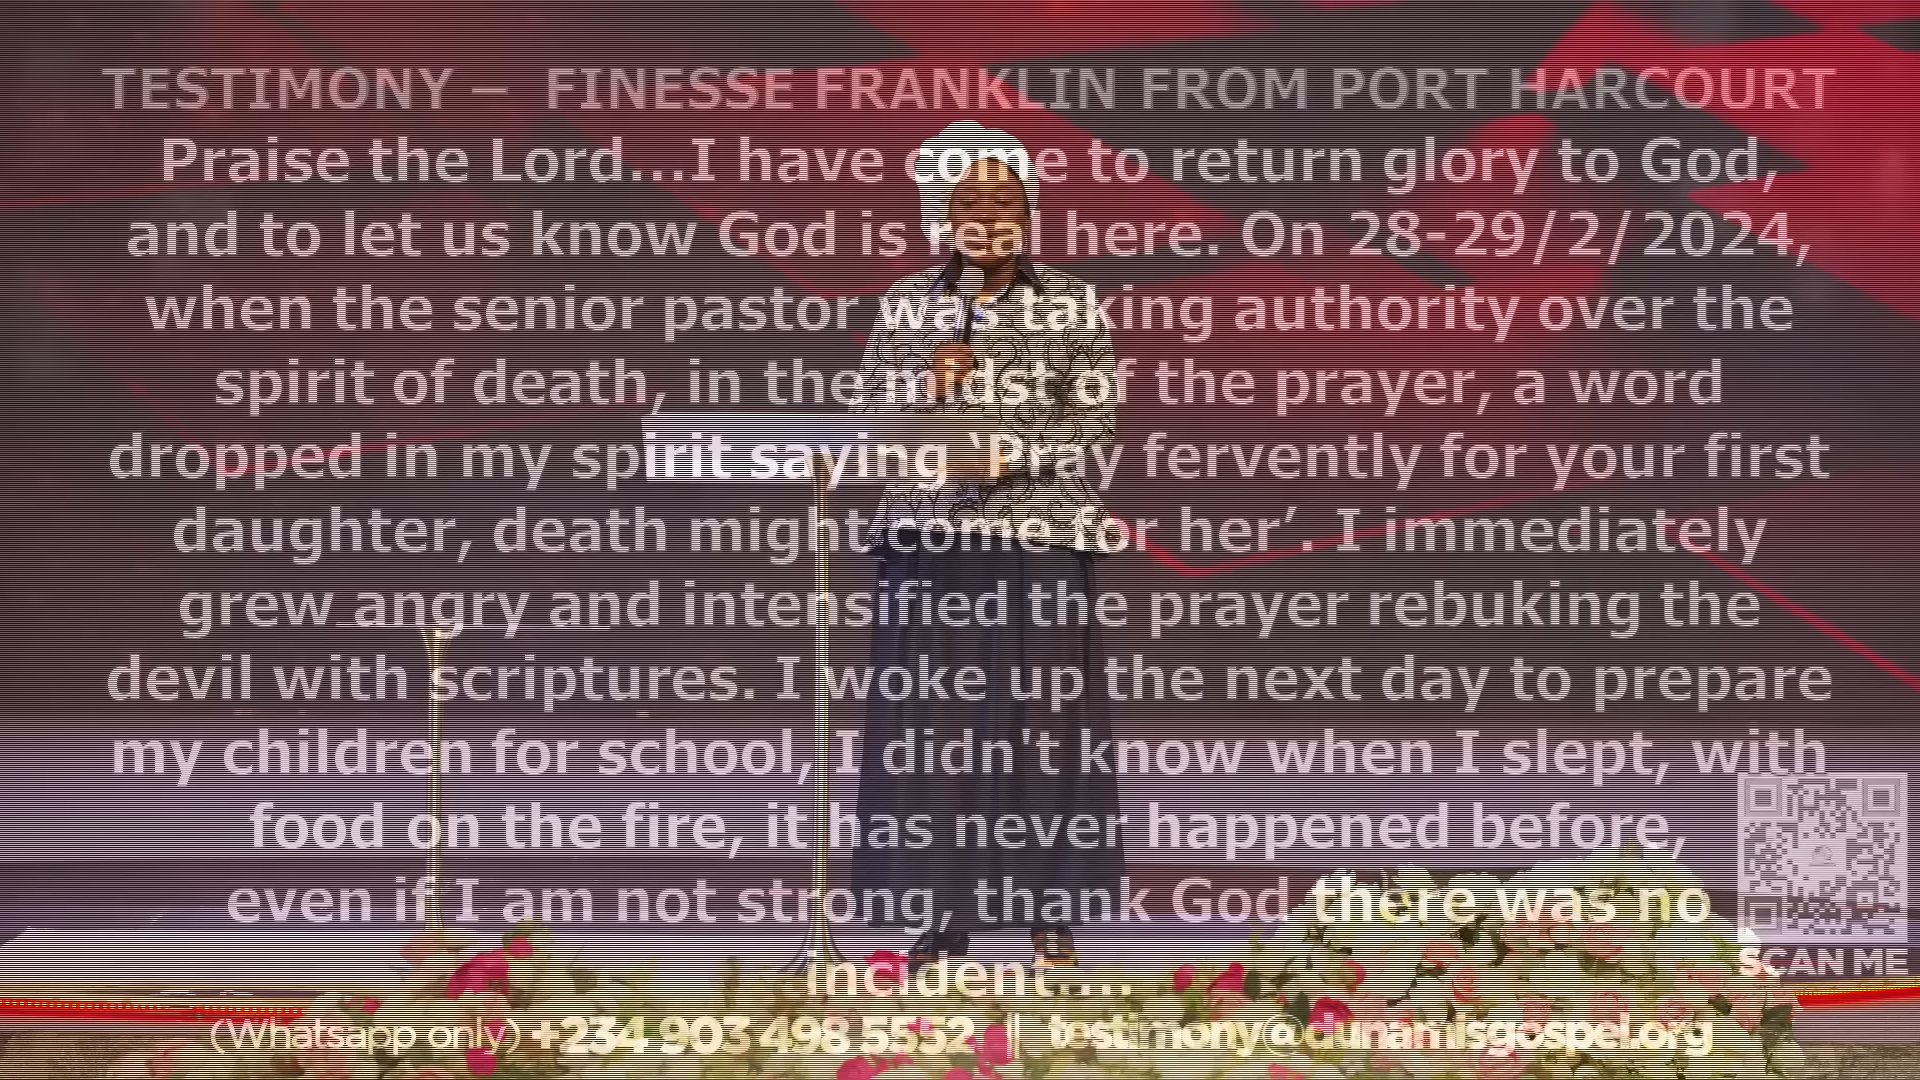 TESTIMONY – FINESSE FRANKLIN FROM PORT HARCOURT
Praise the Lord...I have come to return glory to God,
and to let us know God is real here. On 28-29/2/2024,
when the senior pastor was taking authority over the
spirit of death, in the midst of the prayer, a word
dropped in my spirit saying ‘Pray fervently for your first
daughter, death might come for her’. I immediately
grew angry and intensified the prayer rebuking the
devil with scriptures. I woke up the next day to prepare
my children for school, I didn't know when I slept, with
food on the fire, it has never happened before,
even if I am not strong, thank God there was no
incident....
SCAN ME
(Whatsapp only) +234 903 498 5552 || testimony@dunamisgospel.org